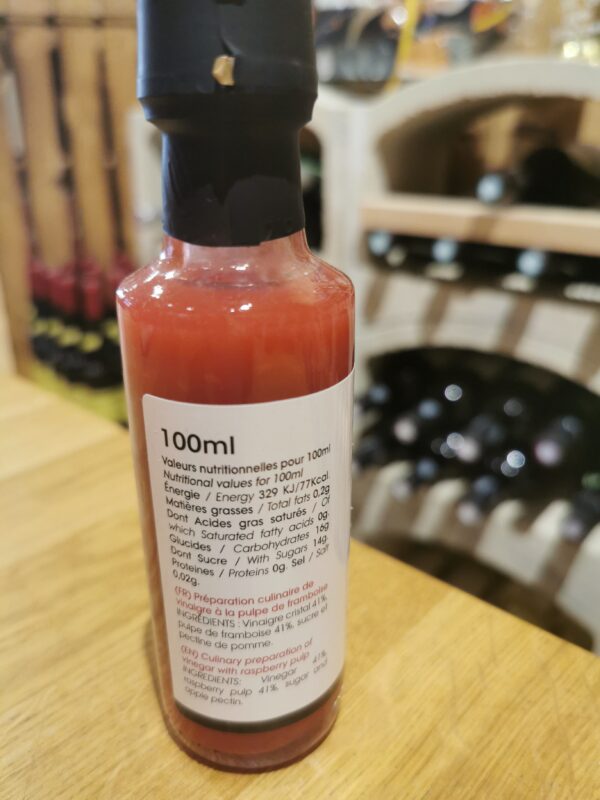 100ml
Valeurs nutritionnelles pour 100ml
Nutritional values for 100ml
Énergie / Energy 329 KJ/77Kcal.
Matières grasses / Total fats 0,2g
Dont Acides gras saturés / Of
which Saturated fatty acids 0g.
Glucides / Carbohydrates 16g
Dont Sucre / With Sugars 14g.
Proteines / Proteins 0g. Sel / Salt
0,02g.
(FR) Préparation culinaire de
vinaigre à la pulpe de framboise
INGRÉDIENTS : Vinaigre cristal 41%,
pulpe de framboise 41%, sucre et
pectine de pomme.
(EN) Culinary preparation of
vinegar with raspberry pulp
INGREDIENTS: Vinegar 41%,
raspberry pulp 41%, sugar and
apple pectin.